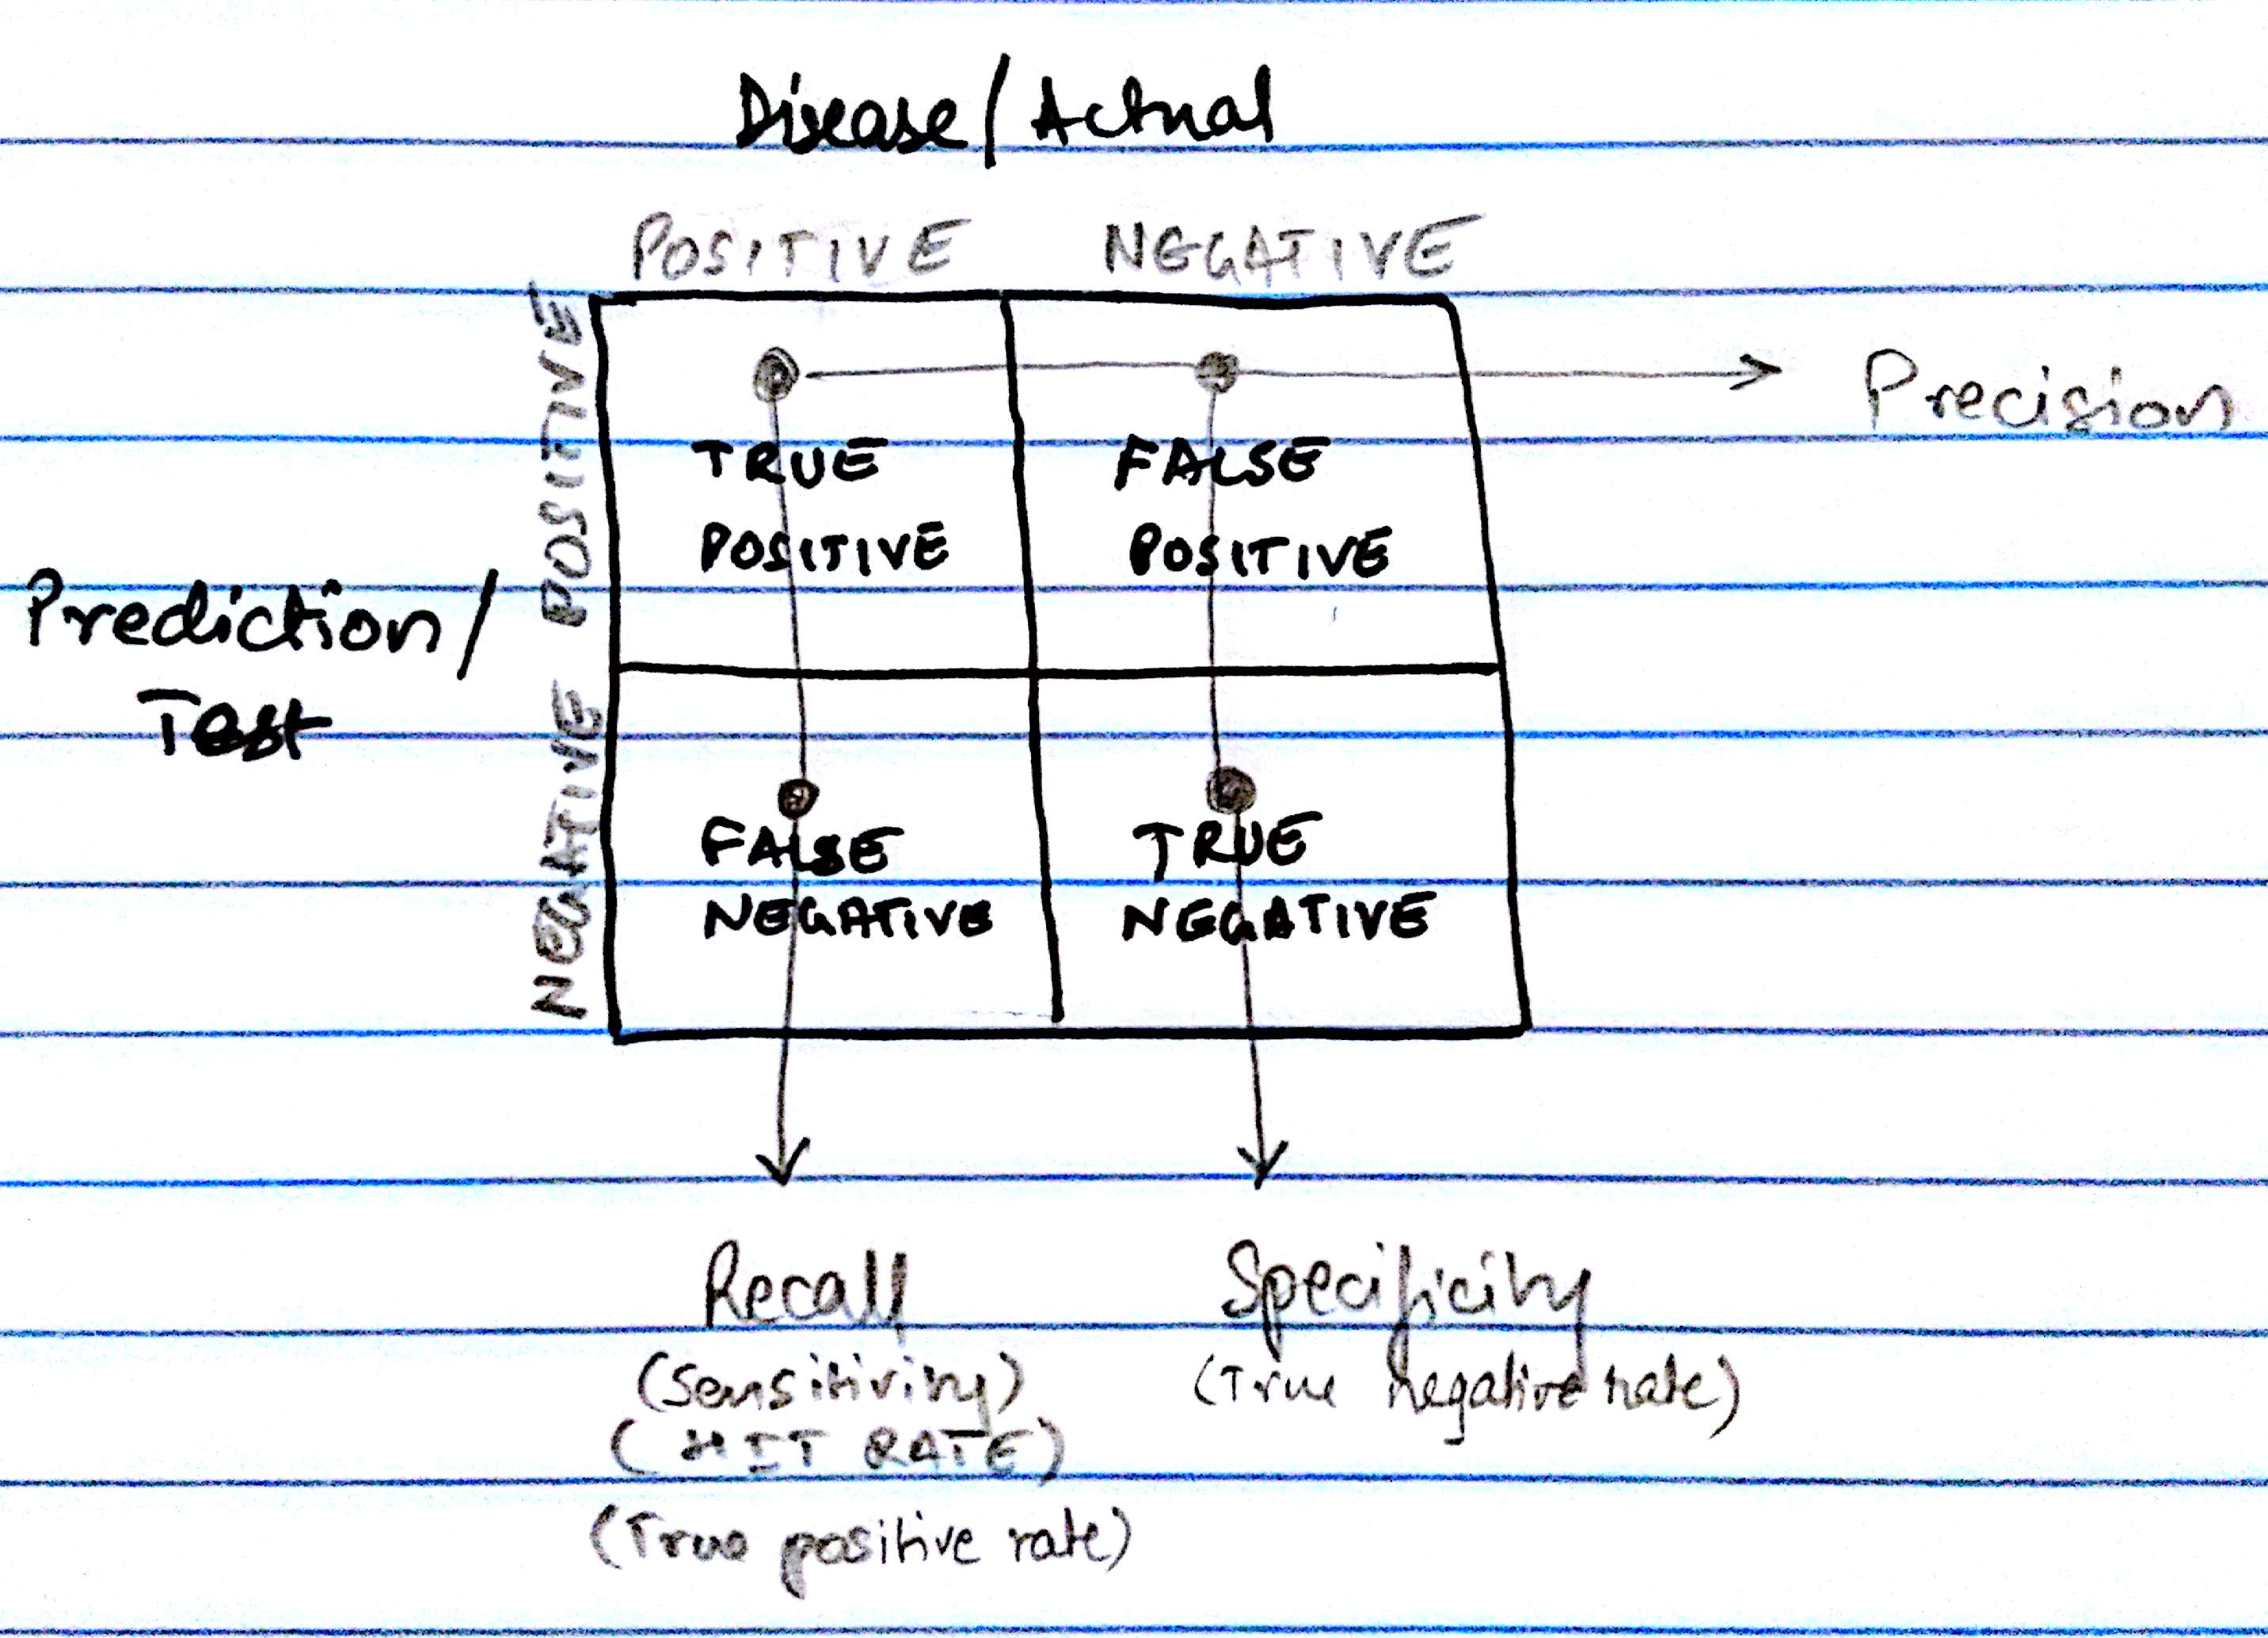 Disease/Actual
POSITIVE NEGATIVE
POSITIVE
Precision
TRUE FALSE
POSITIVE POSITIVE
Prediction/
Test
NEGATIVE
FALSE TRUE
NEGATIVE NEGATIVE
Recall Specificity
(Sensitivity) (True negative rate)
(HIT RATE)
(True positive rate)